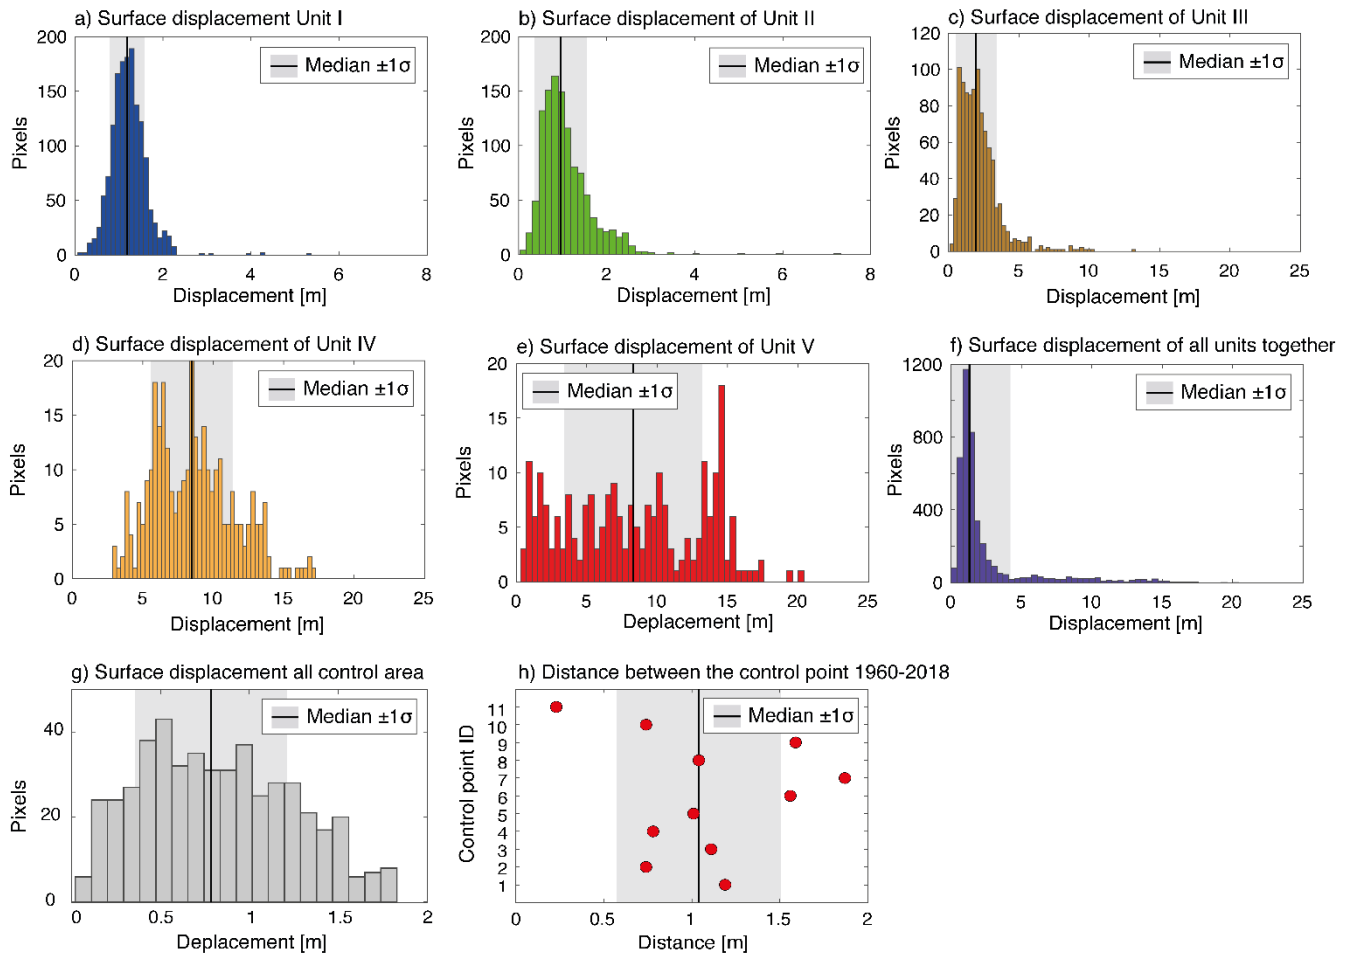 a) Surface displacement Unit I
200
150
100
50
0
Pixels
Median ±1σ
0 2 4 6 8
Displacement [m]
b) Surface displacement of Unit II
200
150
100
50
0
Pixels
Median ±1σ
0 2 4 6 8
Displacement [m]
c) Surface displacement of Unit III
120
100
80
60
40
20
0
Pixels
Median ±1σ
0 5 10 15 20 25
Displacement [m]
d) Surface displacement of Unit IV
20
15
10
5
0
Pixels
Median ±1σ
0 5 10 15 20 25
Displacement [m]
e) Surface displacement of Unit V
20
15
10
5
0
Pixels
Median ±1σ
0 5 10 15 20 25
Deplacement [m]
f) Surface displacement of all units together
1200
800
400
0
Pixels
Median ±1σ
0 5 10 15 20 25
Displacement [m]
g) Surface displacement all control area
40
20
0
Pixels
Median ±1σ
0 0.5 1 1.5 2
Deplacement [m]
h) Distance between the control point 1960-2018
11
10
9
8
7
6
5
4
3
2
1
Control point ID
Median ±1σ
0 0.5 1 1.5 2
Distance [m]